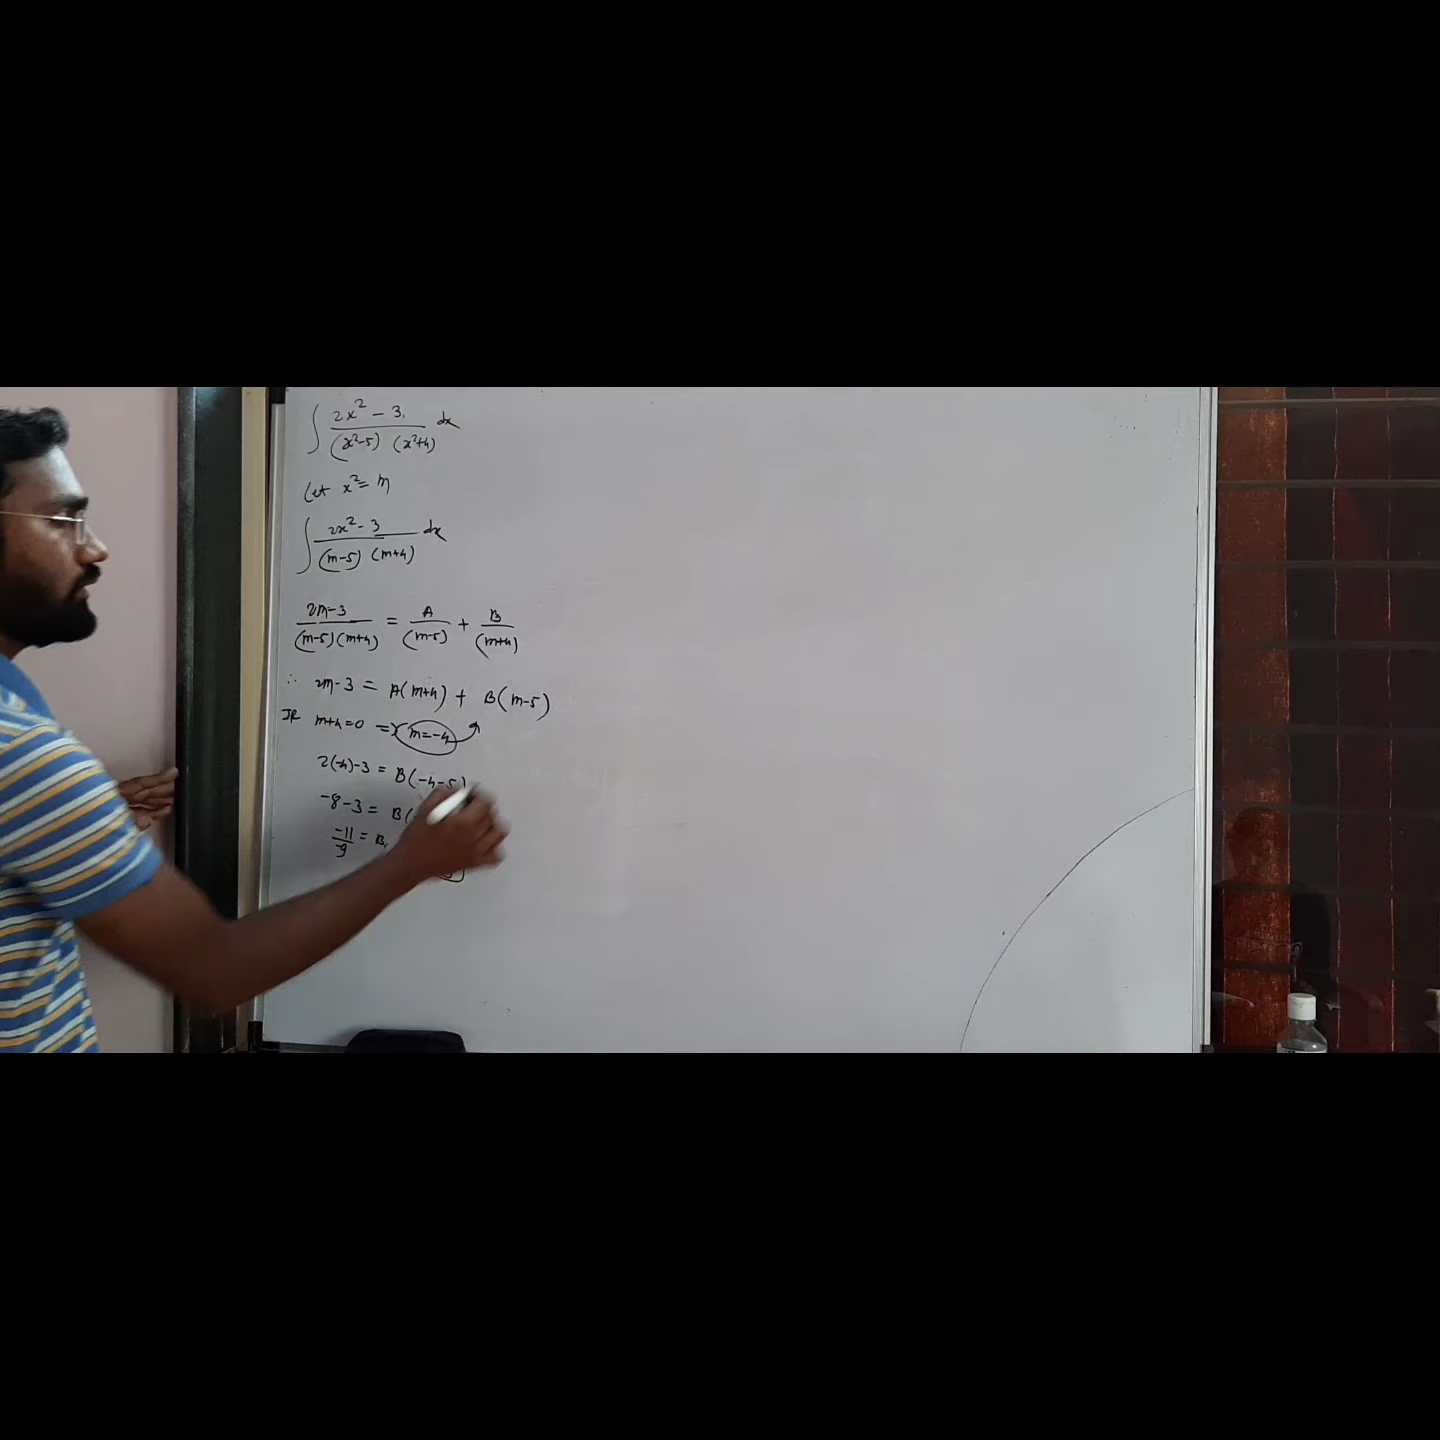 ∫ 2x² - 3 / (x²-5) (x²+4) dx
Let x² = m
∫ 2x² - 3 / (m-5) (m+4) dx
2m-3 / (m-5)(m+4) = A / (m-5) + B / (m+4)
∴ 2m-3 = A(m+4) + B(m-5)
If m+4=0 => m=-4
2(-4)-3 = B(-4-5)
-8-3 = B(
-11/-9 = B,